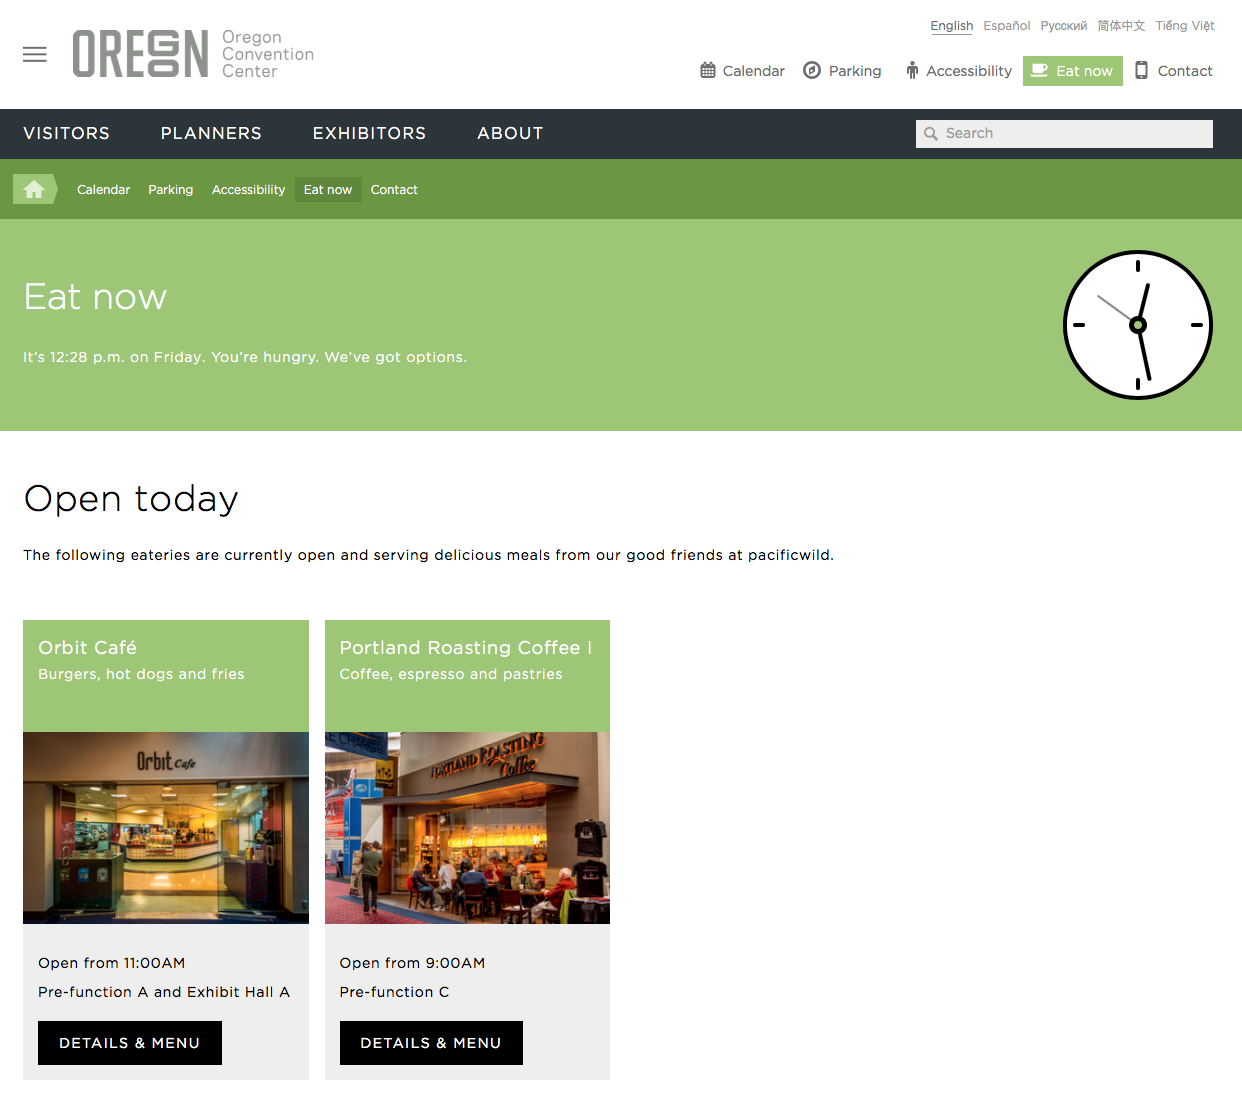 English Español Русский 简体中文 Tiếng Việt
OREGON
Oregon
Convention
Center
Calendar Parking Accessibility Eat now Contact
VISITORS PLANNERS EXHIBITORS ABOUT Search
Calendar Parking Accessibility Eat now Contact
Eat now
It's 12:28 p.m. on Friday. You're hungry. We've got options.
Open today
The following eateries are currently open and serving delicious meals from our good friends at pacificwild.
Orbit Café
Burgers, hot dogs and fries
Orbit Cafe
Open from 11:00AM
Pre-function A and Exhibit Hall A
DETAILS & MENU
Portland Roasting Coffee I
Coffee, espresso and pastries
KE CHANGE
PORTLAND ROASTING
Coffee
Open from 9:00AM
Pre-function C
DETAILS & MENU